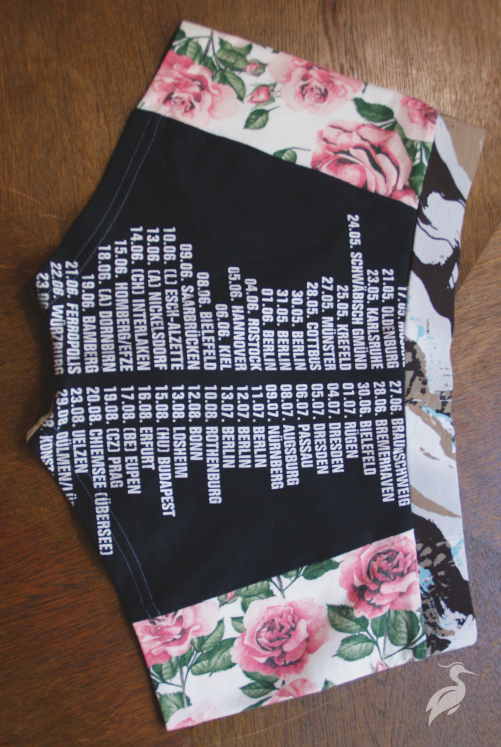 17.05.
21.05. OLDENBURG
23.05. KARLSRUHE
24.05. SCHWÄBISCH GMÜND
25.05. KREFELD
27.05. MÜNSTER
28.05. COTTBUS
30.05. BERLIN
31.05. BERLIN
01.06. BERLIN
04.06. ROSTOCK
05.06. HANNOVER
06.06. KIEL
08.06. BIELEFELD
09.06. SAARBRÜCKEN
10.06. (L) ESCH-ALZETTE
13.06. (A) NICKELSDORF
14.06. (CH) INTERLAKEN
15.06. HOMBERG/EFZE
18.06. (A) DORNBIRN
19.06. BAMBERG
21.06. FERROPOLIS
22.06. WÜRZBURG
BRAUNSCHWEIG
28.06. BREMERHAVEN
30.06. BIELEFELD
01.07. RÜGEN
04.07. DRESDEN
05.07. DRESDEN
06.07. PASSAU
08.07. AUGSBURG
09.07. NÜRNBERG
11.07. BERLIN
12.07. BERLIN
13.07. BERLIN
10.08. ROTHENBURG
12.08. BONN
13.08. LOSHEIM
15.08. (HU) BUDAPEST
16.08. ERFURT
17.08. (BE) EUPEN
19.08. (CZ) PRAG
20.08. CHIEMSEE (ÜBERSEE)
23.08. UELZEN